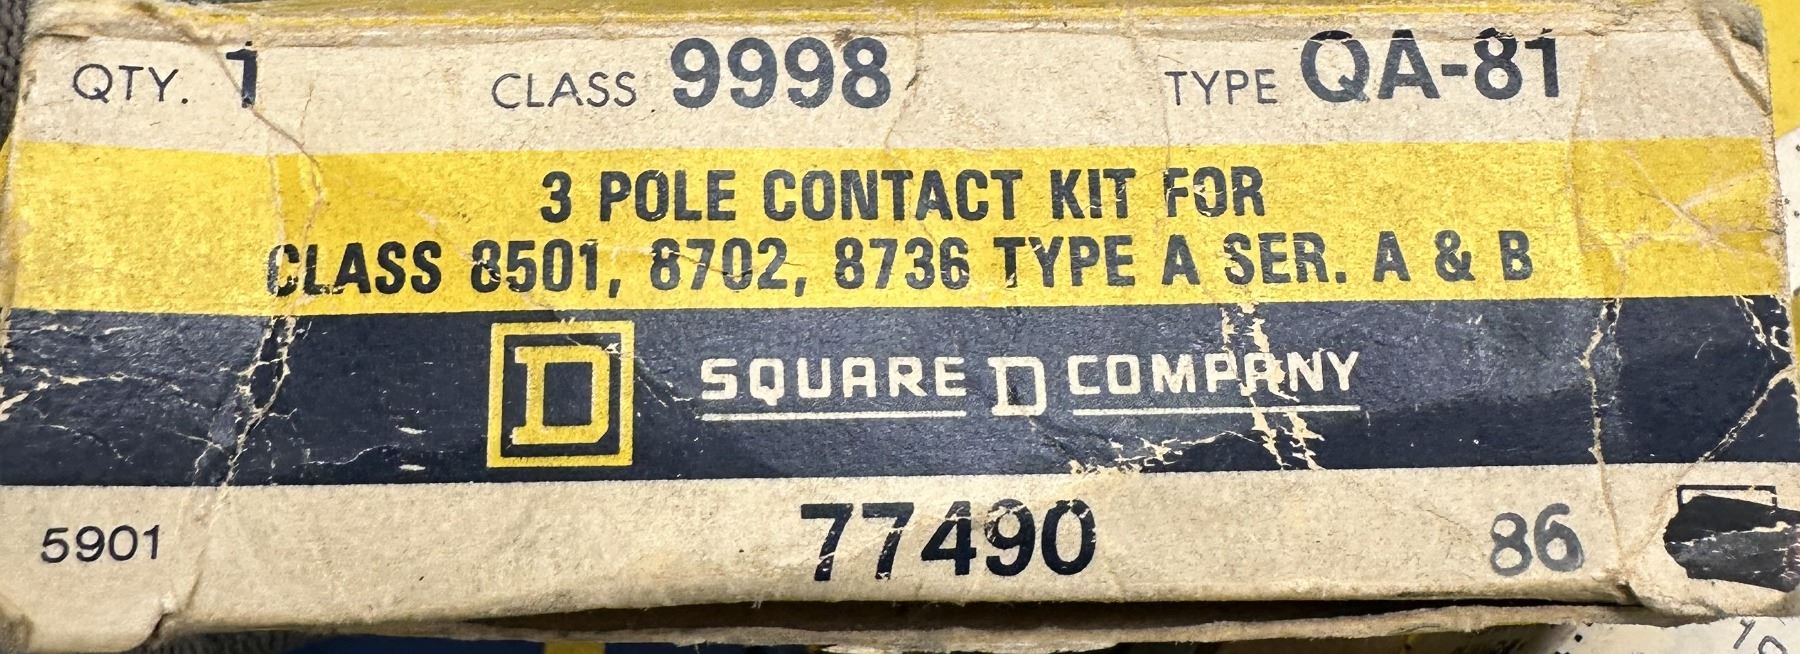 QTY. 1 CLASS 9998 TYPE QA-81
3 POLE CONTACT KIT FOR
CLASS 8501, 8702, 8736 TYPE A SER. A & B
D SQUARE D COMPANY
5901 77490 86